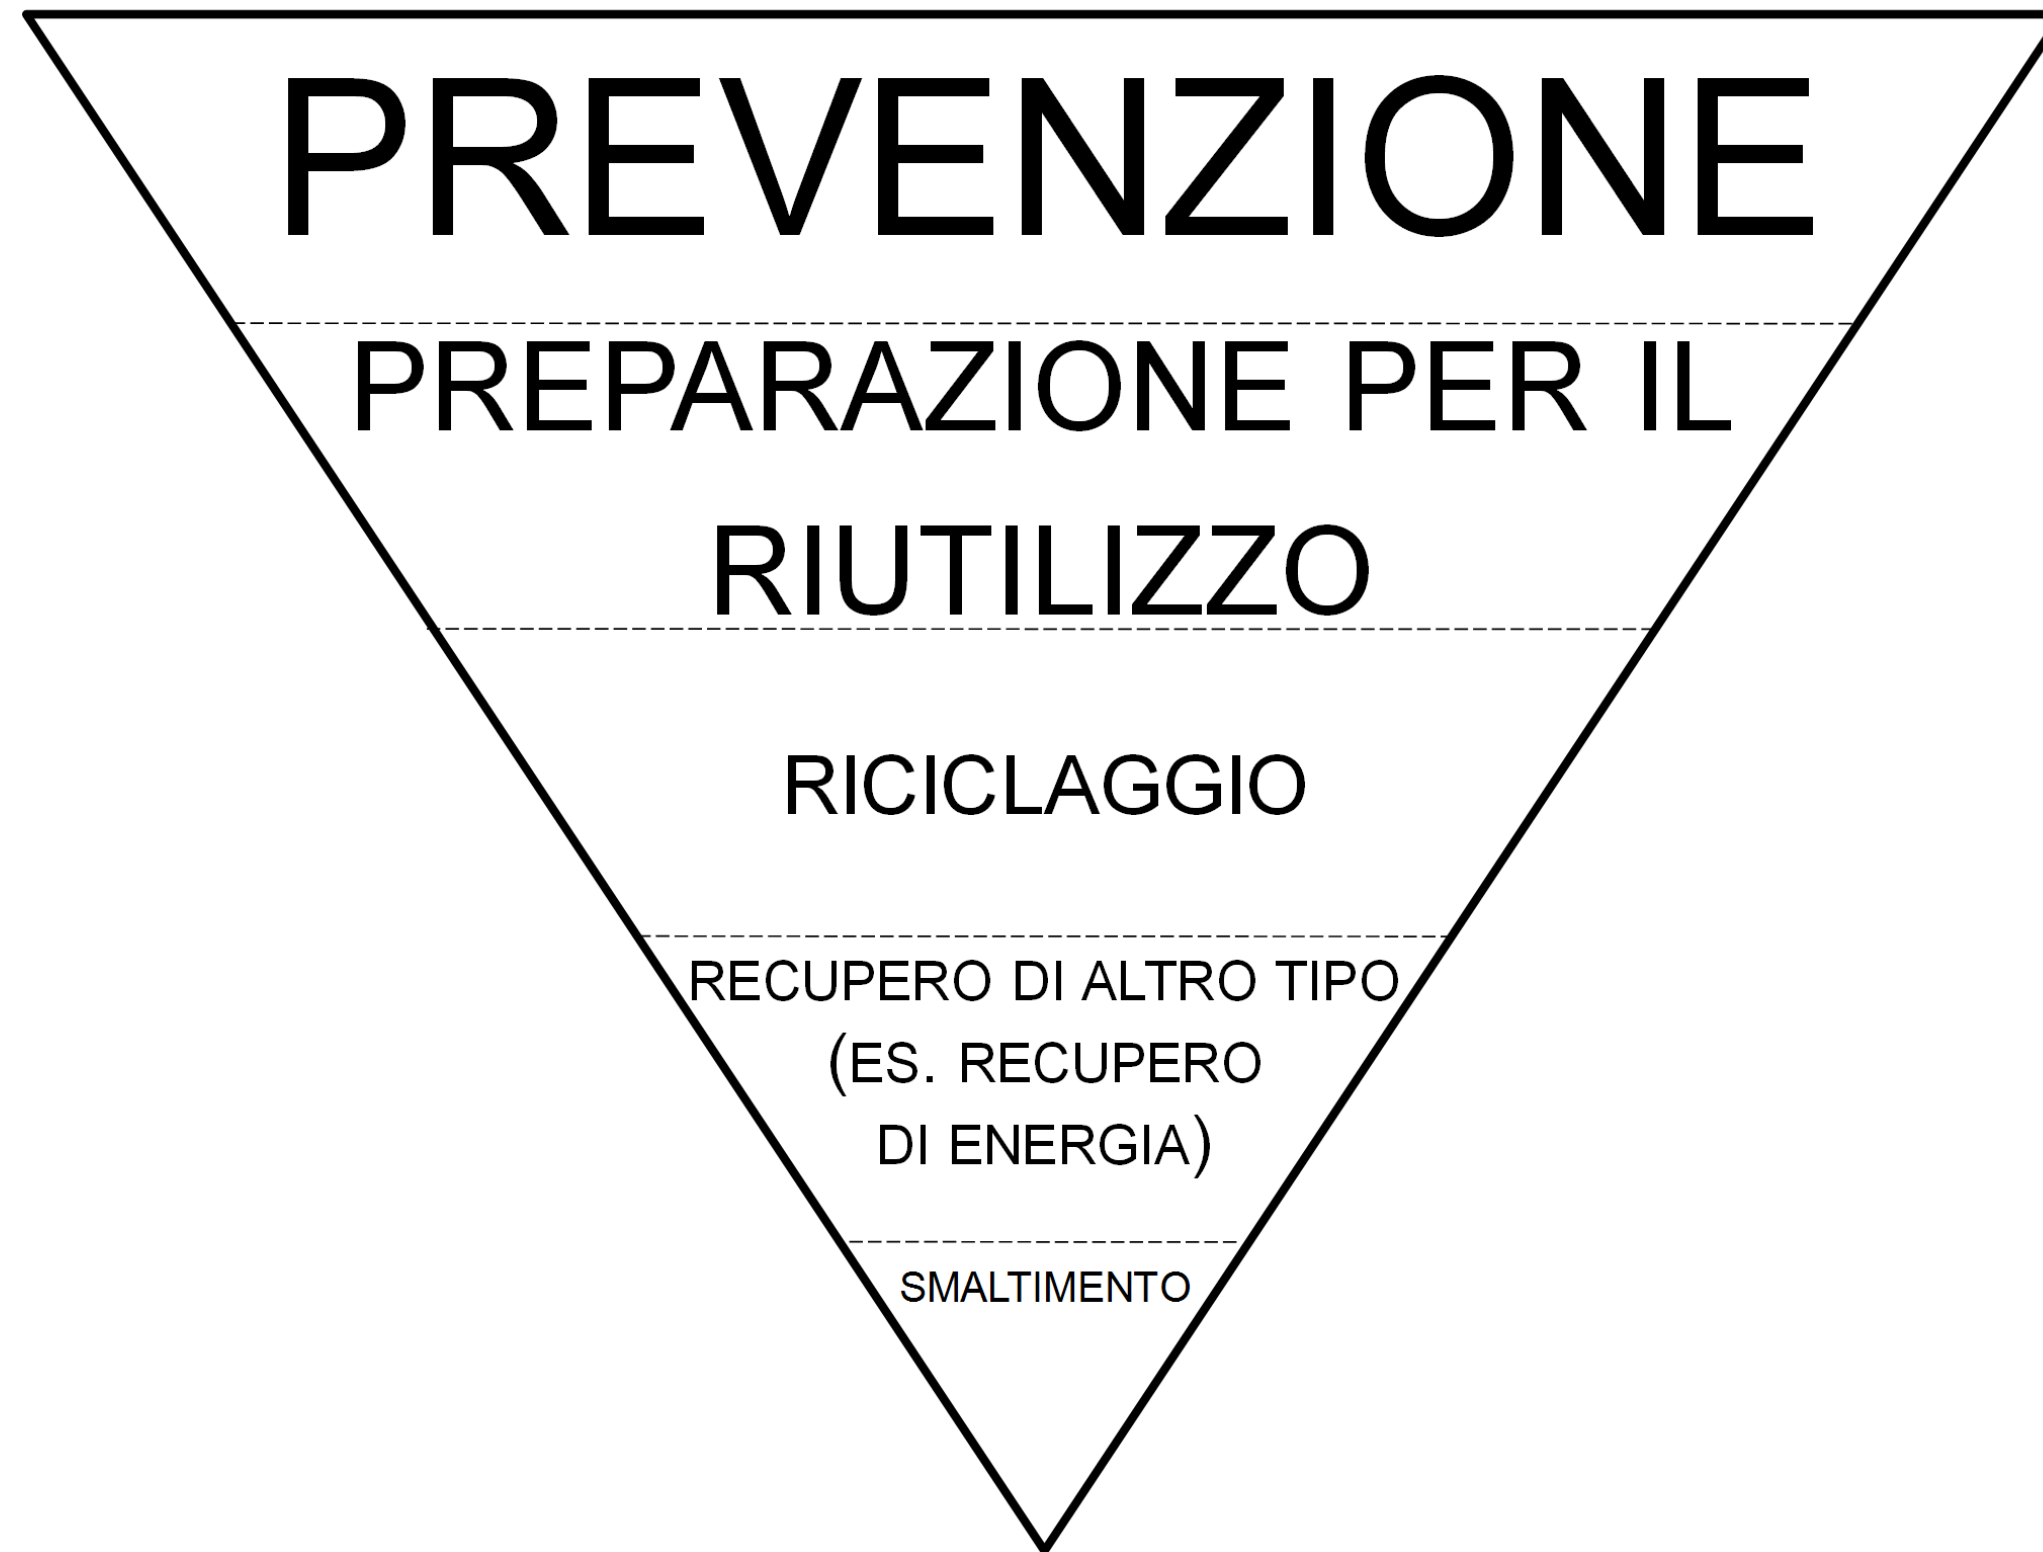 PREVENZIONE
PREPARAZIONE PER IL
RIUTILIZZO
RICICLAGGIO
RECUPERO DI ALTRO TIPO
(ES. RECUPERO
DI ENERGIA)
SMALTIMENTO